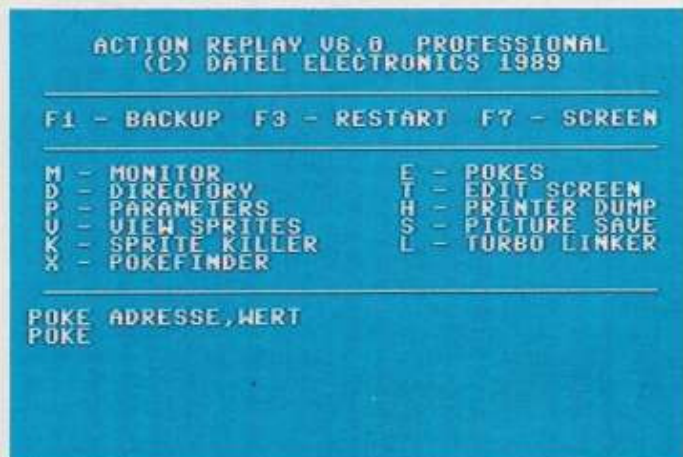 ACTION REPLAY V6.0 PROFESSIONAL
(C) DATEL ELECTRONICS 1989
F1 - BACKUP F3 - RESTART F7 - SCREEN
M - MONITOR E - POKES
D - DIRECTORY T - EDIT SCREEN
P - PARAMETERS H - PRINTER DUMP
V - VIEW SPRITES S - PICTURE SAVE
K - SPRITE KILLER L - TURBO LINKER
X - POKEFINDER
POKE ADRESSE,WERT
POKE